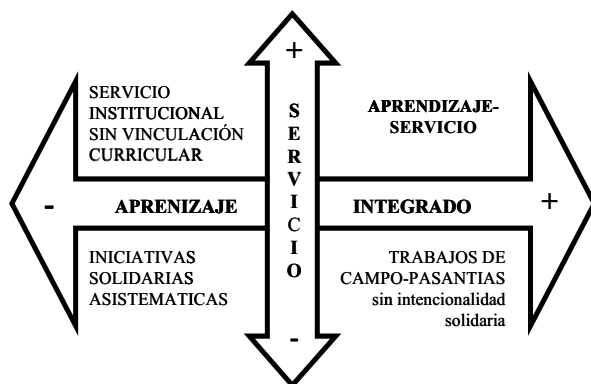 +
SERVICIO
INSTITUCIONAL
SIN VINCULACIÓN
CURRICULAR
SERVICIO
APRENDIZAJE-
SERVICIO
-
APRENIZAJE
INTEGRADO
+
INICIATIVAS
SOLIDARIAS
ASISTEMATICAS
TRABAJOS DE
CAMPO-PASANTIAS
sin intencionalidad
solidaria
-